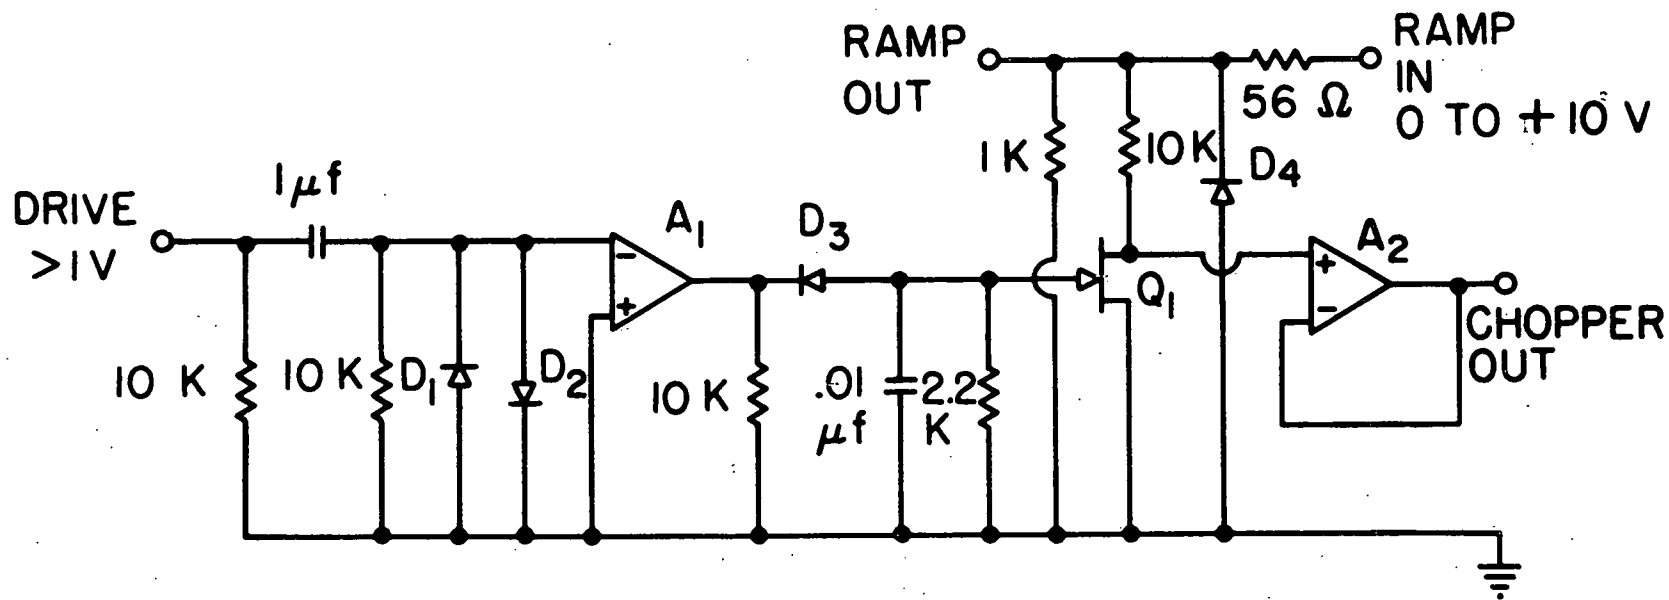 RAMP
OUT
RAMP
IN
0 TO + 10 V
56 Ω
1 K
10 K
D4
1 μf
DRIVE
>1V
A1
D3
A2
Q1
CHOPPER
OUT
10 K
10 K
D1
D2
10 K
.01
μf
2.2
K
-
+
+
-